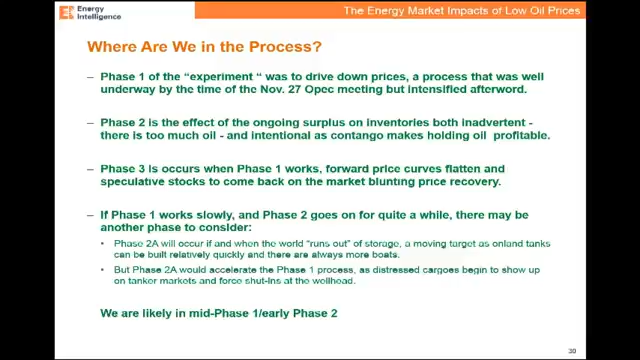 Energy
Intelligence
The Energy Market Impacts of Low Oil Prices
Where Are We in the Process?
– Phase 1 of the “experiment “ was to drive down prices, a process that was well
underway by the time of the Nov. 27 Opec meeting but intensified afterword.
– Phase 2 is the effect of the ongoing surplus on inventories both inadvertent -
there is too much oil - and intentional as contango makes holding oil profitable.
– Phase 3 is occurs when Phase 1 works, forward price curves flatten and
speculative stocks to come back on the market blunting price recovery.
– If Phase 1 works slowly, and Phase 2 goes on for quite a while, there may be
another phase to consider:
• Phase 2A will occur if and when the world “runs out” of storage, a moving target as onland tanks
can be built relatively quickly and there are always more boats.
• But Phase 2A would accelerate the Phase 1 process, as distressed cargoes begin to show up
on tanker markets and force shut-ins at the wellhead.
We are likely in mid-Phase 1/early Phase 2
30